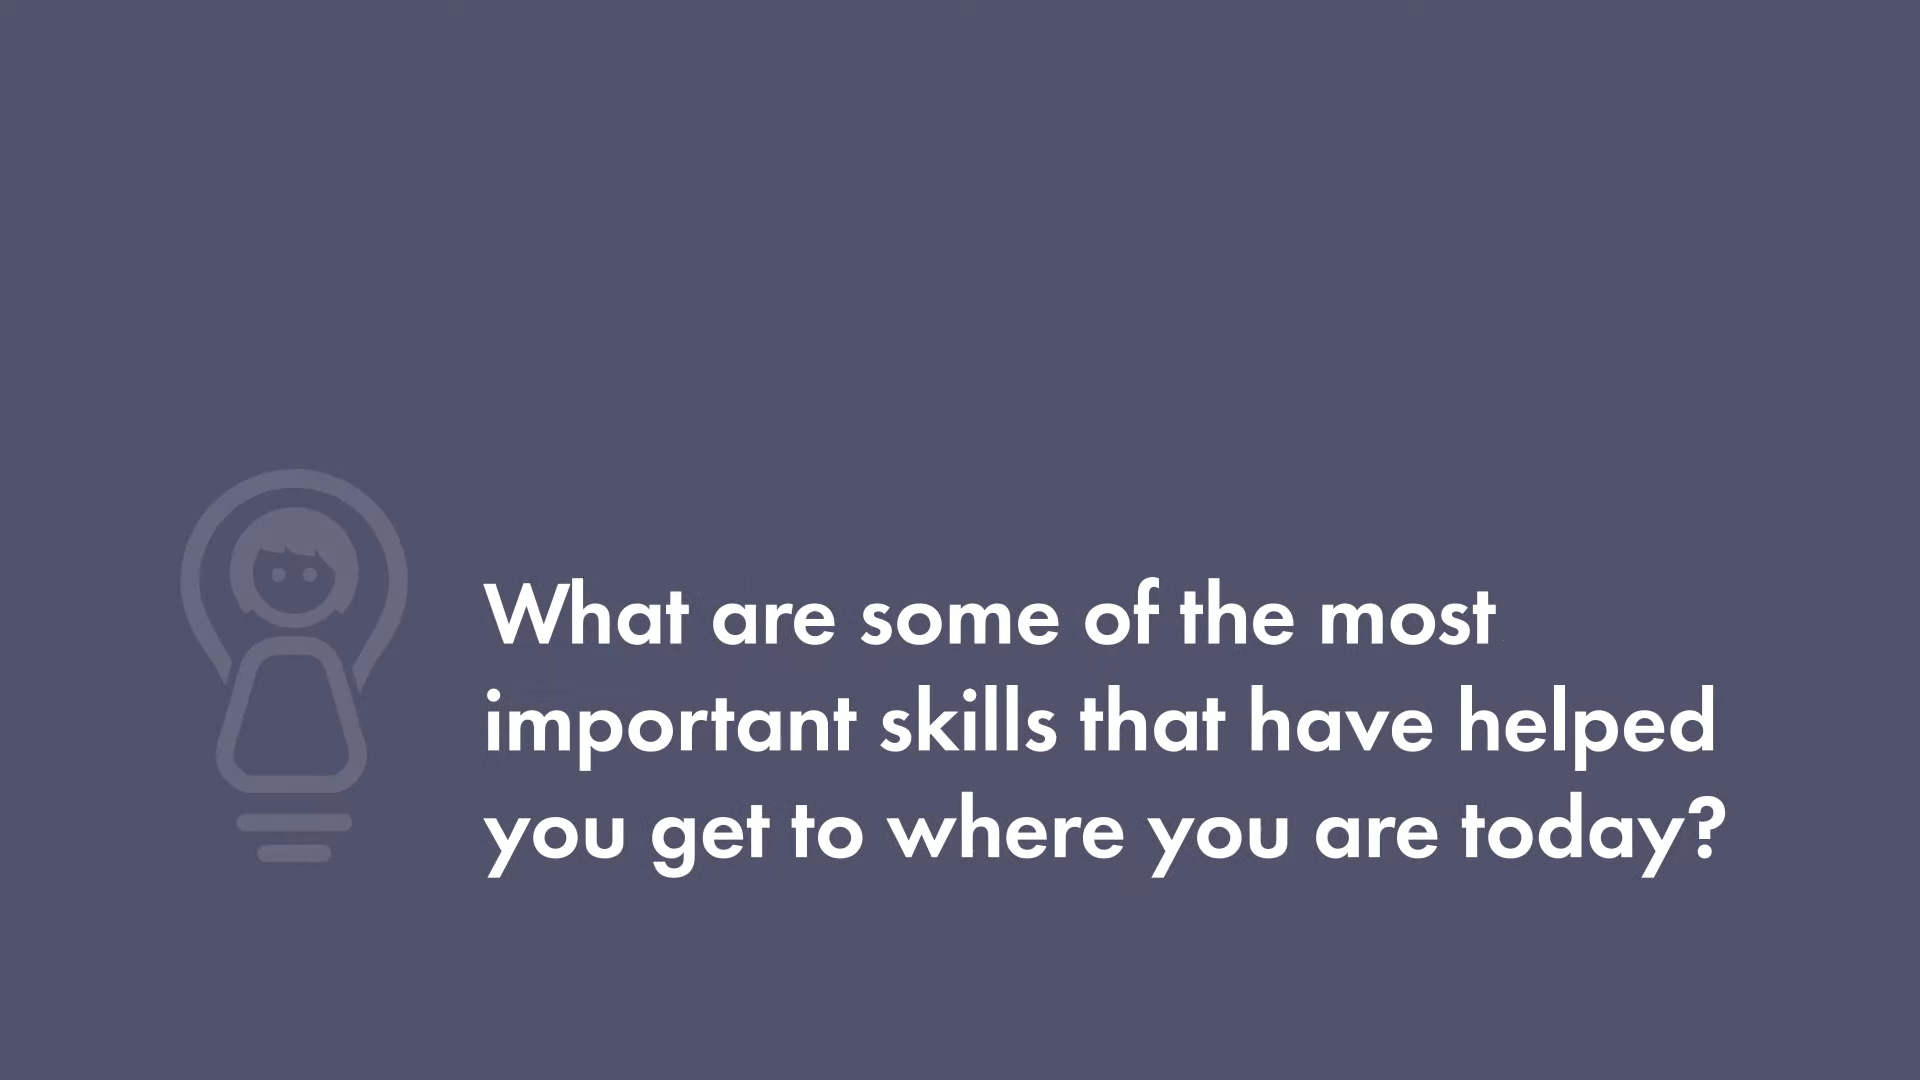 What are some of the most
important skills that have helped
you get to where you are today?